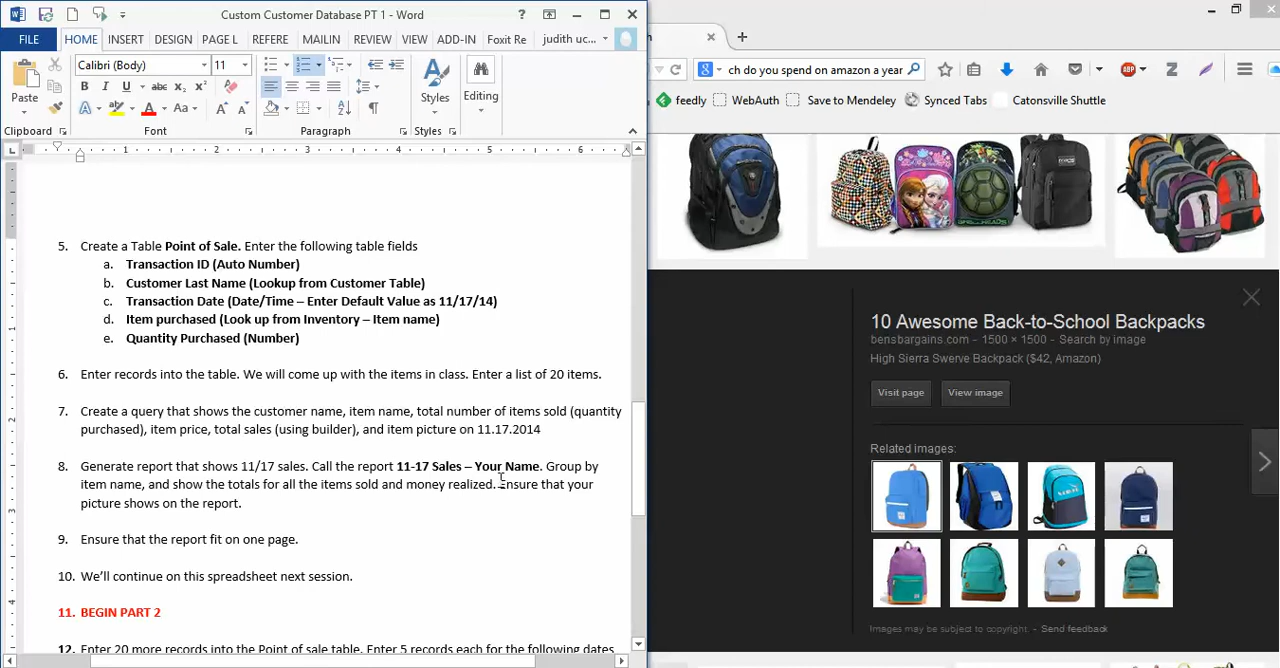 Custom Customer Database PT 1 - Word
FILE HOME INSERT DESIGN PAGE L REFERE MAILIN REVIEW VIEW ADD-IN Foxit Re judith uc...
Calibri (Body) 11
Paste
Styles
Editing
Clipboard Font Paragraph Styles
1 2 3 4 5 6
5. Create a Table Point of Sale. Enter the following table fields
a. Transaction ID (Auto Number)
b. Customer Last Name (Lookup from Customer Table)
c. Transaction Date (Date/Time – Enter Default Value as 11/17/14)
d. Item purchased (Look up from Inventory – Item name)
e. Quantity Purchased (Number)
6. Enter records into the table. We will come up with the items in class. Enter a list of 20 items.
7. Create a query that shows the customer name, item name, total number of items sold (quantity
purchased), item price, total sales (using builder), and item picture on 11.17.2014
8. Generate report that shows 11/17 sales. Call the report 11-17 Sales – Your Name. Group by
item name, and show the totals for all the items sold and money realized. Ensure that your
picture shows on the report.
9. Ensure that the report fit on one page.
10. We'll continue on this spreadsheet next session.
11. BEGIN PART 2
12. Enter 20 more records into the Point of sale table. Enter 5 records each for the following dates
ch do you spend on amazon a year
feedly WebAuth Save to Mendeley Synced Tabs Catonsville Shuttle
10 Awesome Back-to-School Backpacks
bensbargains.com - 1500 × 1500 - Search by image
High Sierra Swerve Backpack ($42, Amazon)
Visit page View image
Related images:
Images may be subject to copyright. - Send feedback